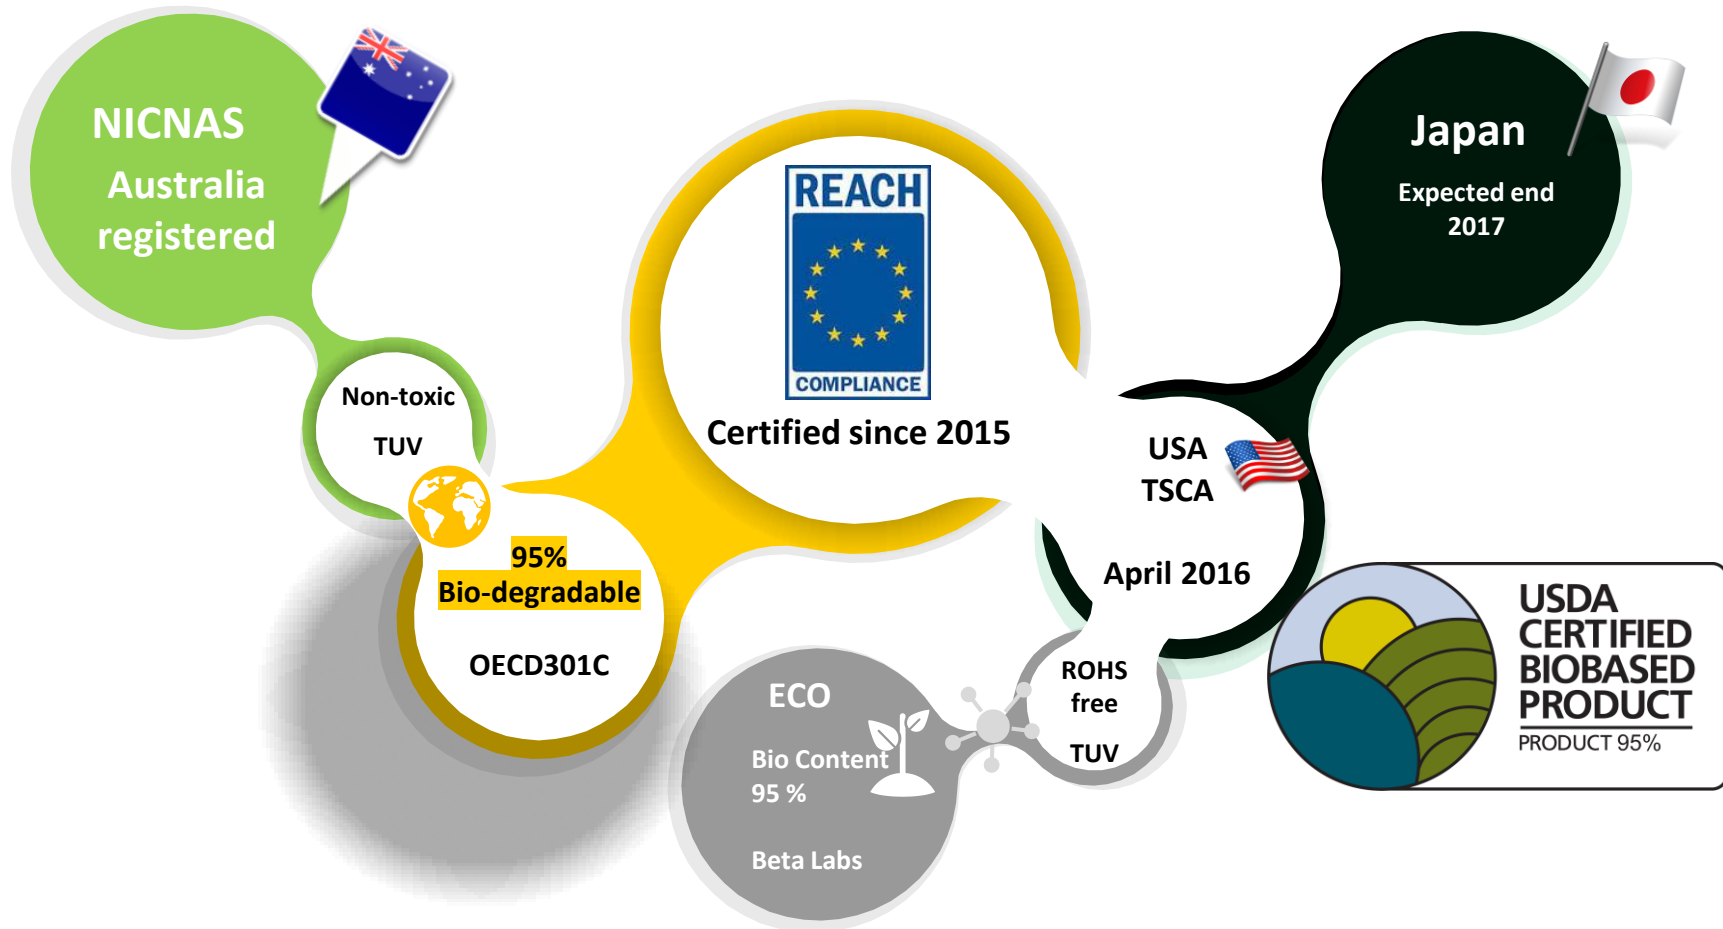 NICNAS
Australia
registered
Non-toxic
TUV
95%
Bio-degradable
OECD301C
REACH
COMPLIANCE
Certified since 2015
Japan
Expected end
2017
USA
TSCA
April 2016
ROHS
free
TUV
ECO
Bio Content
95 %
Beta Labs
USDA
CERTIFIED
BIOBASED
PRODUCT
PRODUCT 95%